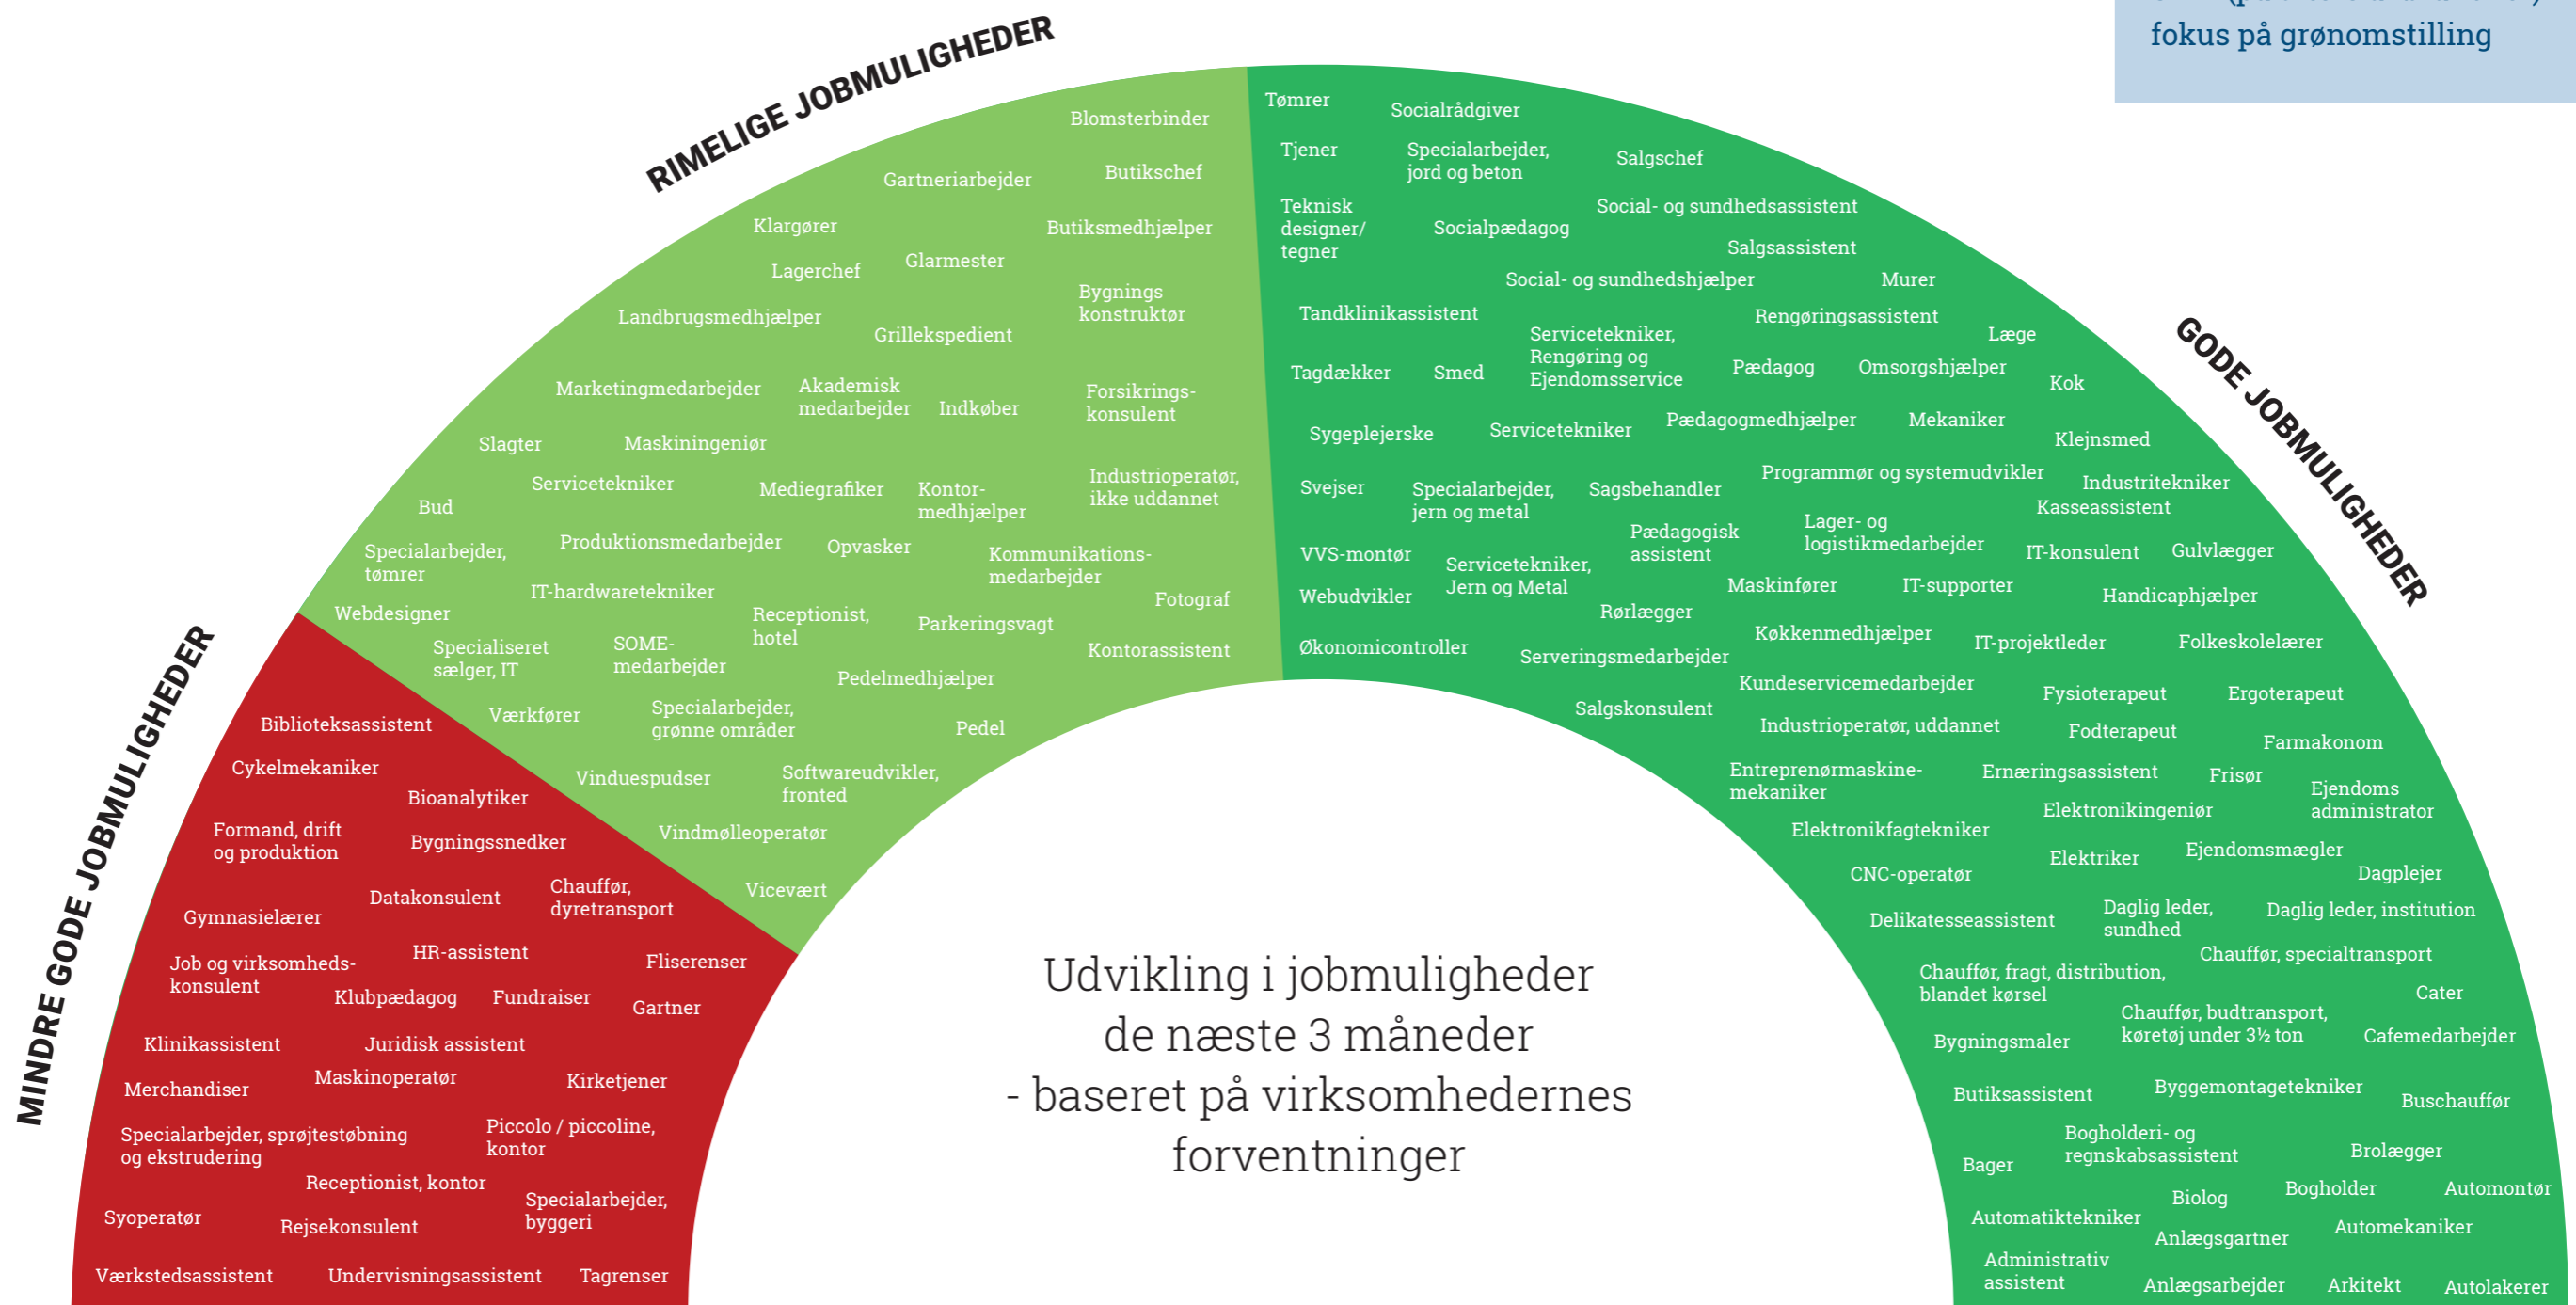 fokus på grønomstilling
RIMELIGE JOBMULIGHEDER
Blomsterbinder
Gartneriarbejder
Butikschef
Klargører
Butiksmedhjælper
Lagerchef
Glarmester
Bygnings
konstruktør
Landbrugsmedhjælper
Grillekspedient
Marketingmedarbejder
Akademisk
medarbejder
Indkøber
Forsikrings-
konsulent
Slagter
Maskiningeniør
Servicetekniker
Mediegrafiker
Kontor-
medhjælper
Industrioperatør,
ikke uddannet
Bud
Specialarbejder,
tømrer
Produktionsmedarbejder
Opvasker
Kommunikations-
medarbejder
IT-hardwaretekniker
Fotograf
Webdesigner
Receptionist,
hotel
Parkeringsvagt
Specialiseret
sælger, IT
SOME-
medarbejder
Kontorassistent
Pedelmedhjælper
Værkfører
Specialarbejder,
grønne områder
Pedel
Vinduespudser
Softwareudvikler,
fronted
Vindmølleoperatør
Vicevært
GODE JOBMULIGHEDER
Tømrer
Socialrådgiver
Tjener
Specialarbejder,
jord og beton
Salgschef
Teknisk
designer/
tegner
Socialpædagog
Social- og sundhedsassistent
Salgsassistent
Social- og sundhedshjælper
Murer
Tandklinikassistent
Rengøringsassistent
Servicetekniker,
Rengøring og
Ejendomsservice
Læge
Tagdækker
Smed
Pædagog
Omsorgshjælper
Kok
Sygeplejerske
Servicetekniker
Pædagogmedhjælper
Mekaniker
Klejnsmed
Svejser
Specialarbejder,
jern og metal
Sagsbehandler
Programmør og systemudvikler
Industritekniker
Kasseassistent
VVS-montør
Servicetekniker,
Jern og Metal
Pædagogisk
assistent
Lager- og
logistikmedarbejder
IT-konsulent
Gulvlægger
Webudvikler
Rørlægger
Maskinfører
IT-supporter
Handicaphjælper
Økonomicontroller
Serveringsmedarbejder
Køkkenmedhjælper
IT-projektleder
Folkeskolelærer
Salgskonsulent
Kundeservicemedarbejder
Fysioterapeut
Ergoterapeut
Industrioperatør, uddannet
Fodterapeut
Farmakonom
Entreprenørmaskine-
mekaniker
Ernæringsassistent
Frisør
Ejendoms
administrator
Elektronikingeniør
Elektronikfagtekniker
Elektriker
Ejendomsmægler
CNC-operatør
Dagplejer
Delikatesseassistent
Daglig leder,
sundhed
Daglig leder, institution
Chauffør, specialtransport
Chauffør, fragt, distribution,
blandet kørsel
Cater
Chauffør, budtransport,
køretøj under 3½ ton
Bygningsmaler
Cafemedarbejder
Butiksassistent
Byggemontagetekniker
Buschauffør
Bogholderi- og
regnskabsassistent
Brolægger
Bager
Biolog
Bogholder
Automontør
Automatiktekniker
Anlægsgartner
Automekaniker
Administrativ
assistent
Anlægsarbejder
Arkitekt
Autolakerer
MINDRE GODE JOBMULIGHEDER
Biblioteksassistent
Cykelmekaniker
Bioanalytiker
Formand, drift
og produktion
Bygningssnedker
Datakonsulent
Chauffør,
dyretransport
Gymnasielærer
HR-assistent
Fliserenser
Job og virksomheds-
konsulent
Klubpædagog
Fundraiser
Gartner
Klinikassistent
Juridisk assistent
Merchandiser
Maskinoperatør
Kirketjener
Specialarbejder, sprøjtestøbning
og ekstrudering
Piccolo / piccoline,
kontor
Receptionist, kontor
Specialarbejder,
byggeri
Syoperatør
Rejsekonsulent
Værkstedsassistent
Undervisningsassistent
Tagrenser
Udvikling i jobmuligheder
de næste 3 måneder
- baseret på virksomhedernes
forventninger